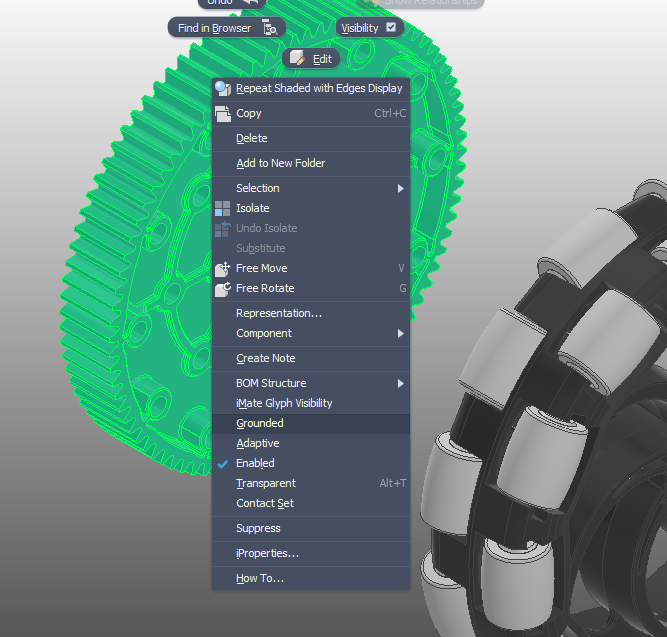 Undo
Show Relationships
Find in Browser
Visibility
Edit
Repeat Shaded with Edges Display
Copy Ctrl+C
Delete
Add to New Folder
Selection
Isolate
Undo Isolate
Substitute
Free Move V
Free Rotate G
Representation...
Component
Create Note
BOM Structure
iMate Glyph Visibility
Grounded
Adaptive
Enabled
Transparent Alt+T
Contact Set
Suppress
iProperties...
How To...